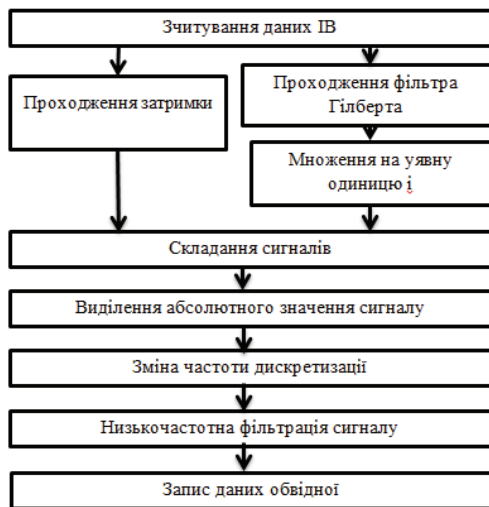 Зчитування даних ІВ
Проходження затримки
Проходження фільтра
Гілберта
Множення на уявну
одиницю i
Складання сигналів
Виділення абсолютного значення сигналу
Зміна частоти дискретизації
Низькочастотна фільтрація сигналу
Запис даних обвідної